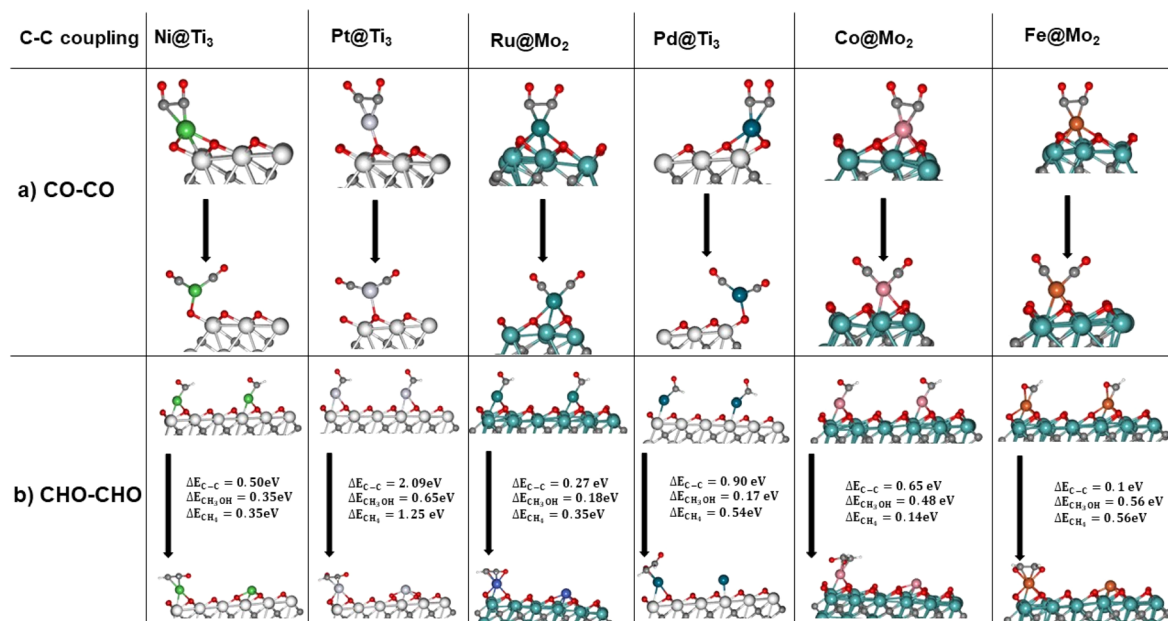 C-C coupling
Ni@Ti₃
Pt@Ti₃
Ru@Mo₂
Pd@Ti₃
Co@Mo₂
Fe@Mo₂
a) CO-CO
b) CHO-CHO
ΔE_C−C = 0.50eV
ΔE_CH₃OH = 0.35eV
ΔE_CH₄ = 0.35eV
ΔE_C−C = 2.09eV
ΔE_CH₃OH = 0.65eV
ΔE_CH₄ = 1.25 eV
ΔE_C−C = 0.27 eV
ΔE_CH₃OH = 0.18eV
ΔE_CH₄ = 0.35eV
ΔE_C−C = 0.90 eV
ΔE_CH₃OH = 0.17 eV
ΔE_CH₄ = 0.54eV
ΔE_C−C = 0.65 eV
ΔE_CH₃OH = 0.48 eV
ΔE_CH₄ = 0.14eV
ΔE_C−C = 0.1 eV
ΔE_CH₃OH = 0.56 eV
ΔE_CH₄ = 0.56eV